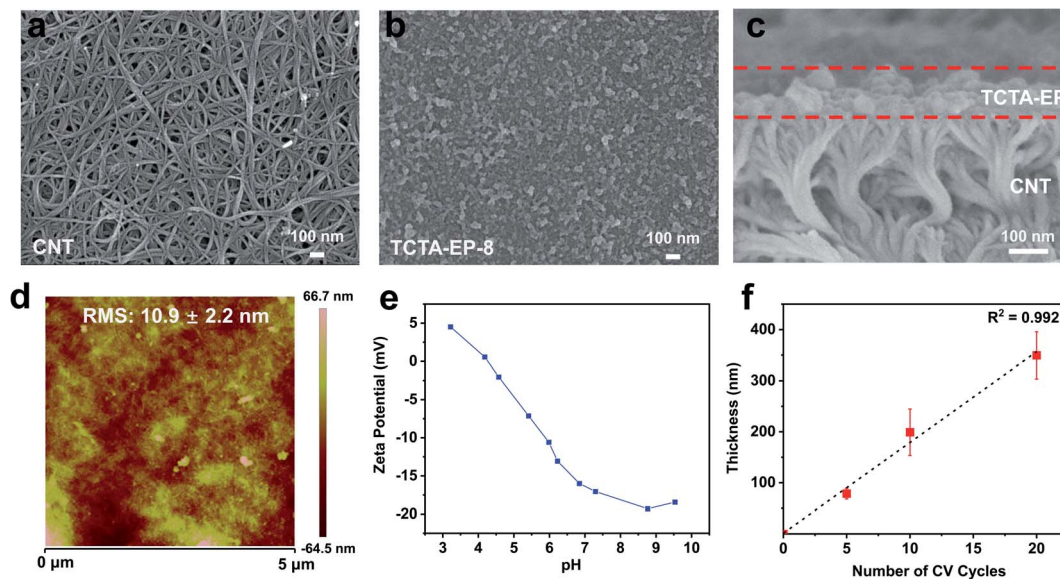 a
CNT
100 nm
b
TCTA-EP-8
100 nm
c
TCTA-EP
CNT
100 nm
d
RMS: 10.9 ± 2.2 nm
66.7 nm
-64.5 nm
0 µm
5 µm
e
Zeta Potential (mV)
5
0
-5
-10
-15
-20
3 4 5 6 7 8 9 10
pH
f
R² = 0.992
Thickness (nm)
400
300
200
100
0 5 10 15 20
Number of CV Cycles